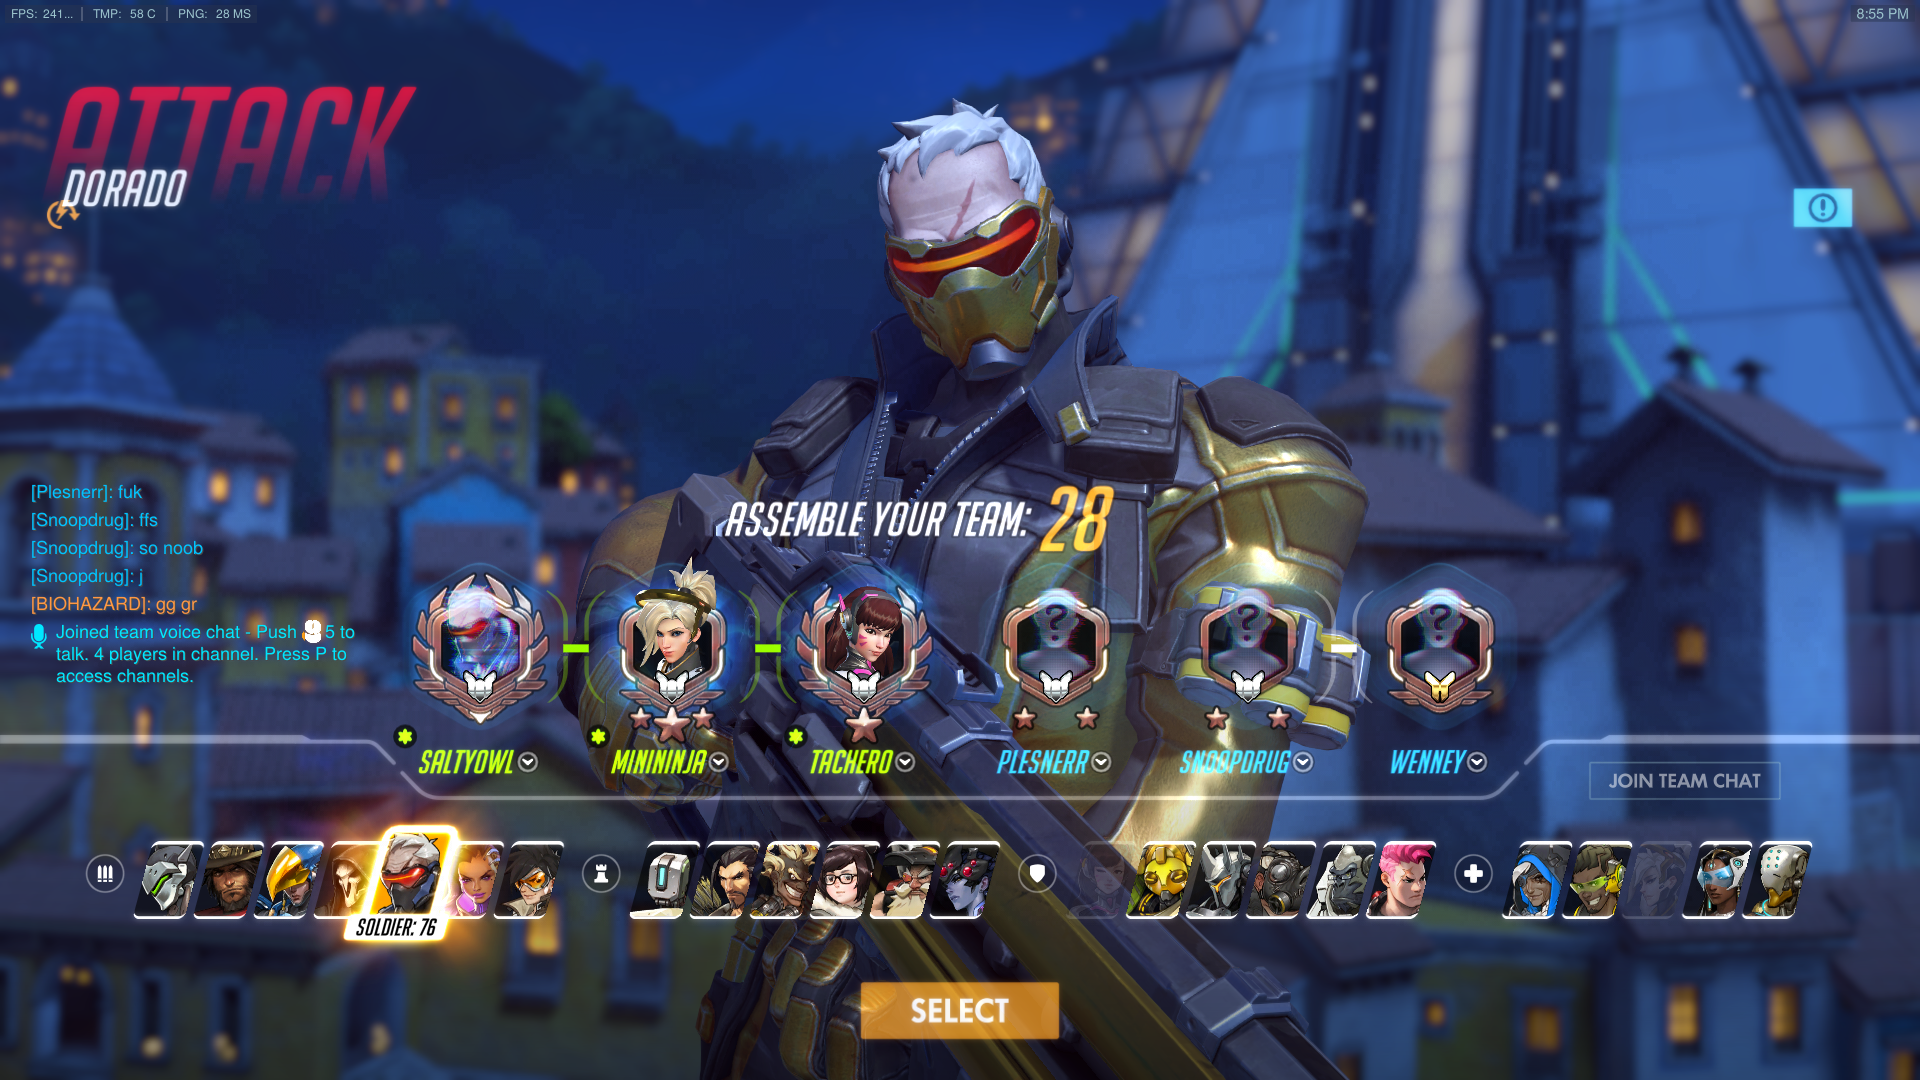 FPS: 241... | TMP: 58 C | PNG: 28 MS
8:55 PM
ATTACK
DORADO
[Plesnerr]: fuk
[Snoopdrug]: ffs
[Snoopdrug]: so noob
[Snoopdrug]: j
[BIOHAZARD]: gg gr
Joined team voice chat - Push 5 to
talk. 4 players in channel. Press P to
access channels.
ASSEMBLE YOUR TEAM: 28
SALTYOWL
MINININJA
TACHERO
PLESNERR
SNOOPDRUG
WENNEY
JOIN TEAM CHAT
SOLDIER: 76
SELECT